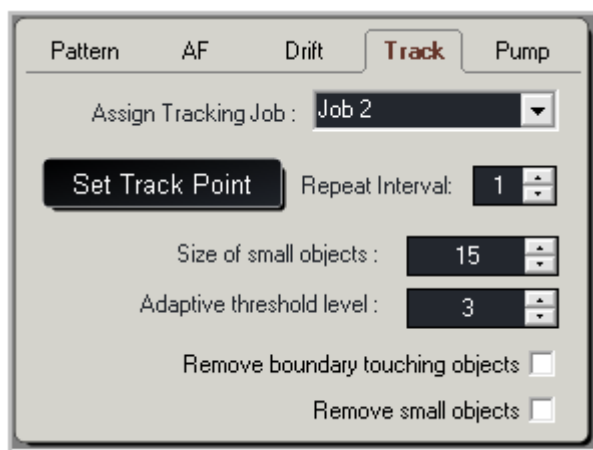 Pattern AF Drift Track Pump
Assign Tracking Job : Job 2
Set Track Point Repeat Interval: 1
Size of small objects : 15
Adaptive threshold level : 3
Remove boundary touching objects
Remove small objects